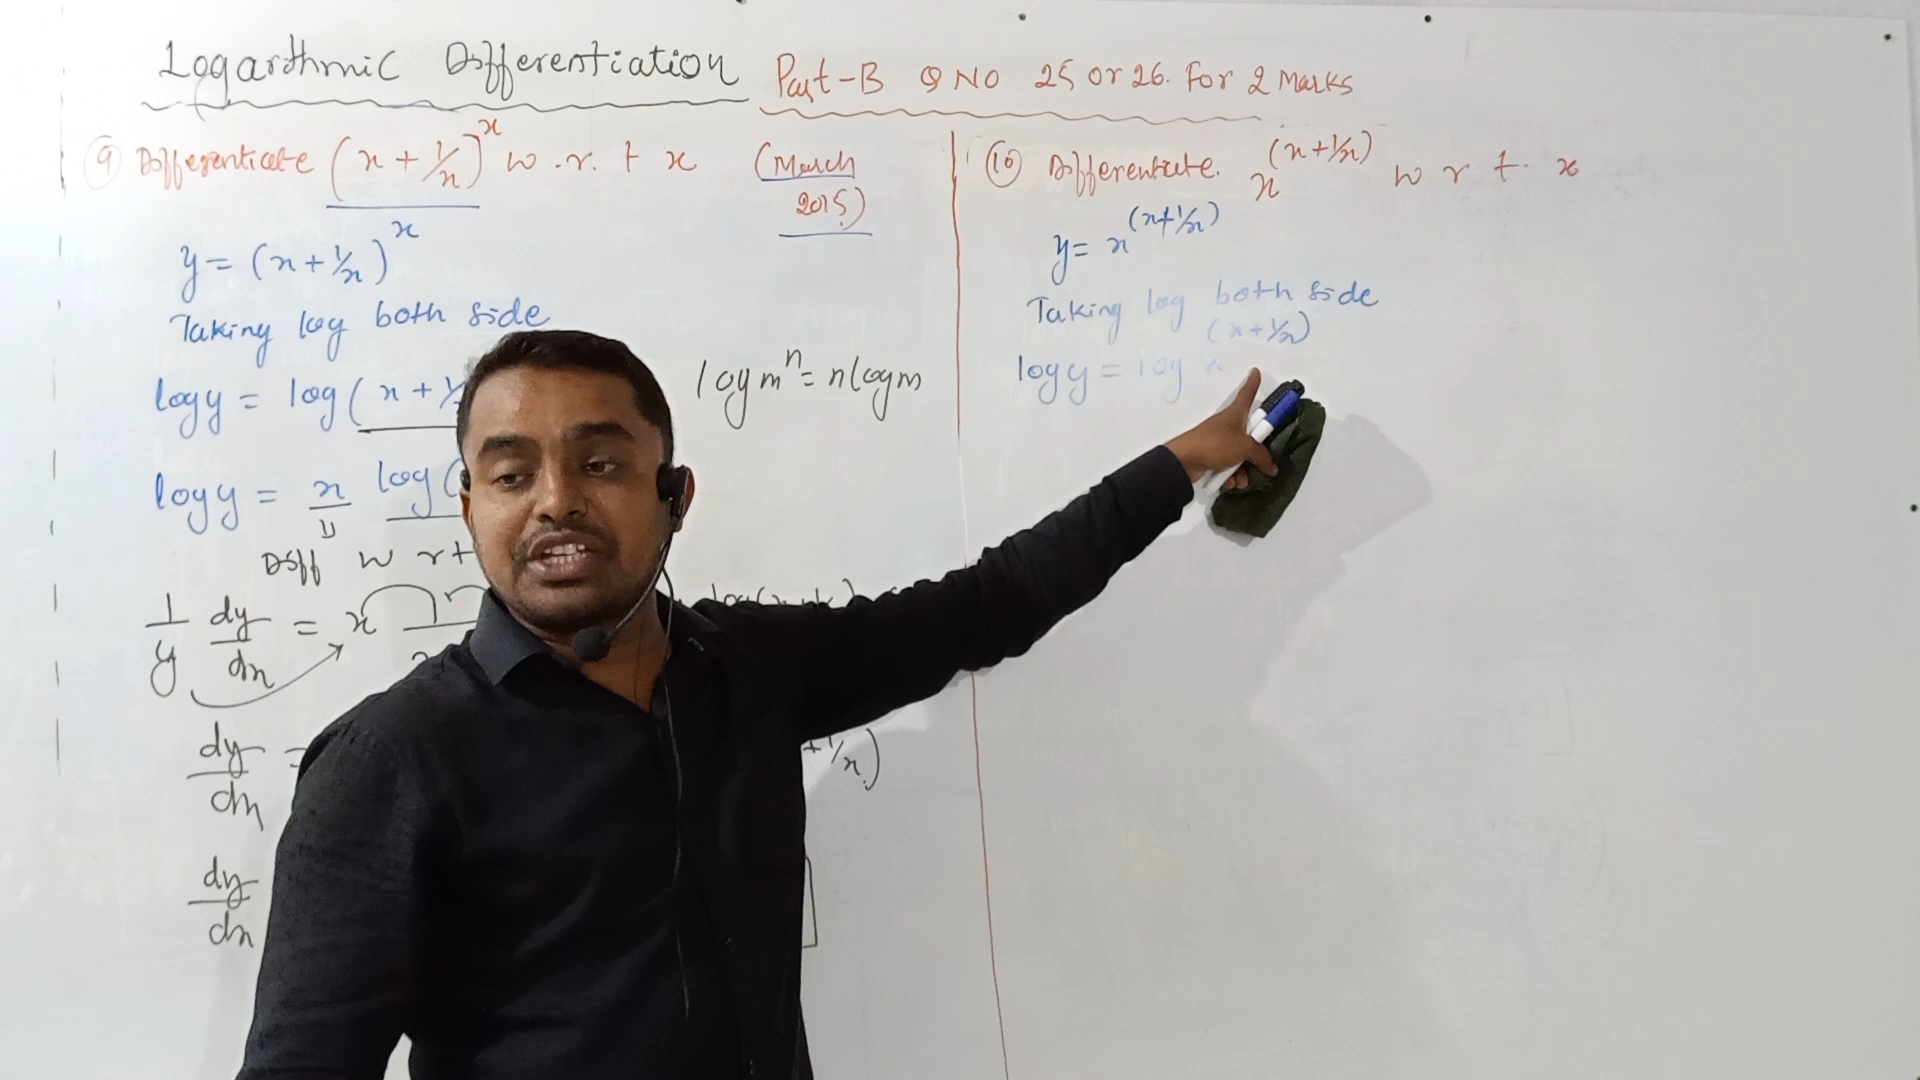 Logarithmic Differentiation Part-B Q NO 25 or 26. For 2 Marks
(9) Differentiate (x + 1/x)^x w.r.t x (March 2015)
y = (x + 1/x)^x
Taking log both side
log y = log(x + 1/
log m^n = n log m
log y = x log(
Diff w r t
1/y dy/dx = x
dy/dx =
+ 1/x)
dy/dx
(10) Differentiate. x^(x+1/x) w r t. x
y = x^(x+1/x)
Taking log both side
log y = log x^(x+1/x)